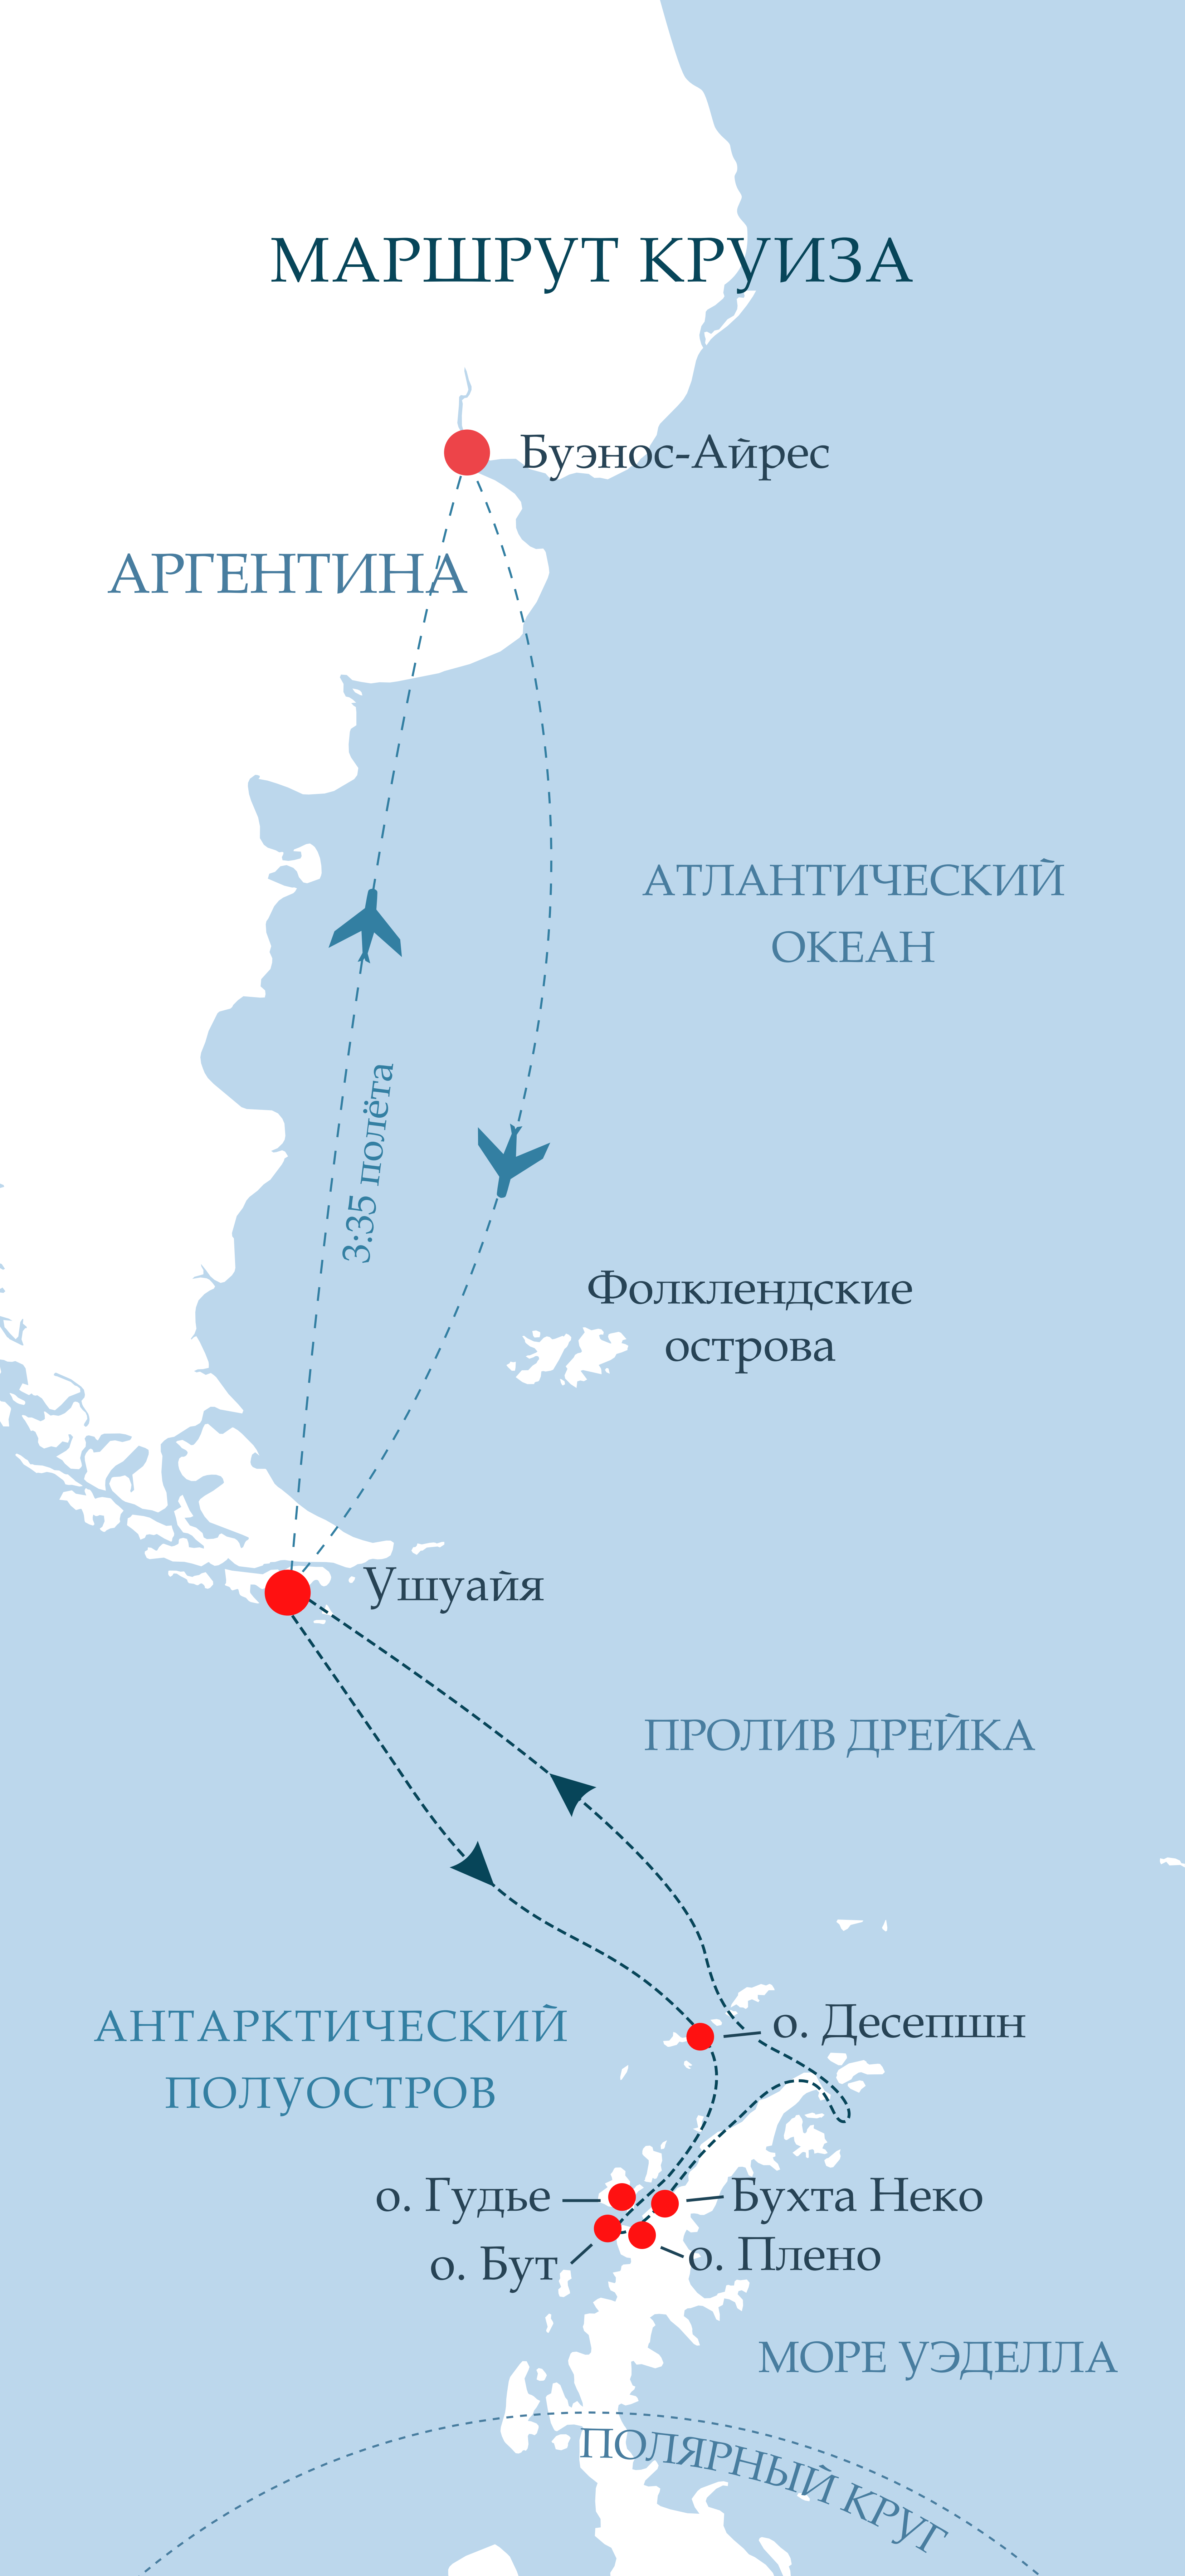 МАРШРУТ КРУИЗА
Буэнос-Айрес
АРГЕНТИНА
АТЛАНТИЧЕСКИЙ
ОКЕАН
3:35 полёта
Фолклендские
острова
Ушуайя
ПРОЛИВ ДРЕЙКА
о. Десепшн
АНТАРКТИЧЕСКИЙ
ПОЛУОСТРОВ
о. Гудье
Бухта Неко
о. Бут
о. Плено
МОРЕ УЭДЕЛЛА
ПОЛЯРНЫЙ КРУГ